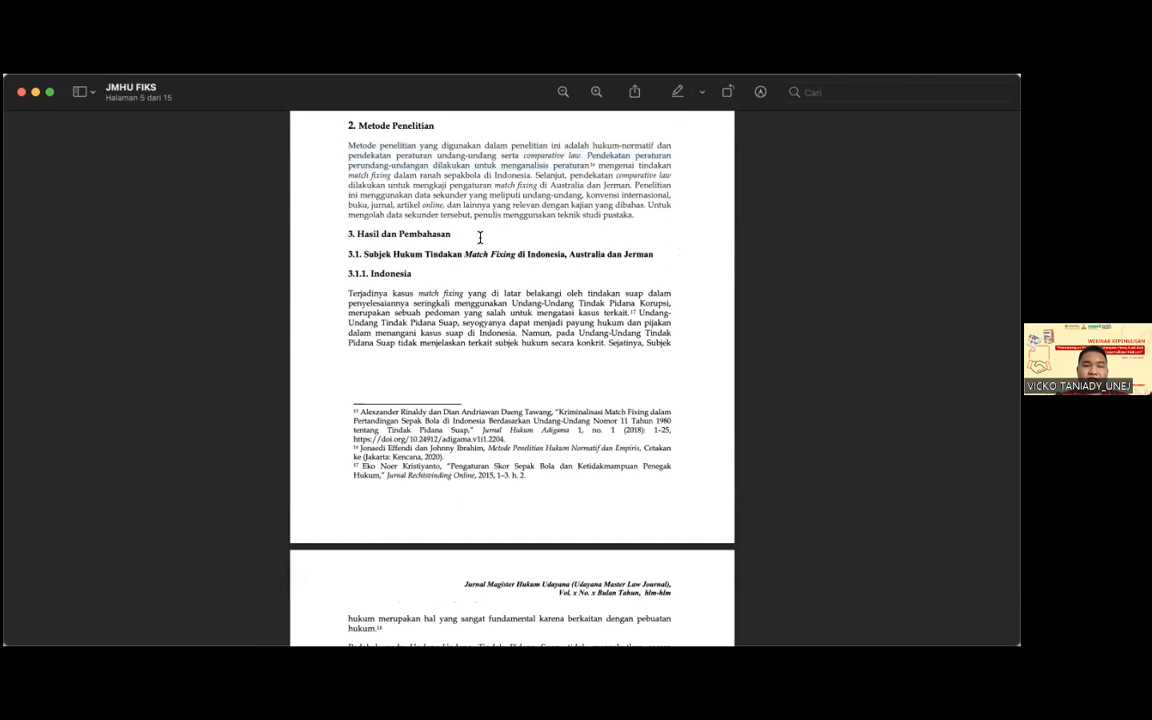 JMHU FIKS
Halaman 5 dari 15
Cari
2. Metode Penelitian
Metode penelitian yang digunakan dalam penelitian ini adalah hukum-normatif dan
pendekatan peraturan undang-undang serta comparative law. Pendekatan peraturan
perundang-undangan dilakukan untuk menganalisis peraturan16 mengenai tindakan
match fixing dalam ranah sepakbola di Indonesia. Selanjut, pendekatan comparative law
dilakukan untuk mengkaji pengaturan match fixing di Australia dan Jerman. Penelitian
ini menggunakan data sekunder yang meliputi undang-undang, konvensi internasional,
buku, jurnal, artikel online, dan lainnya yang relevan dengan kajian yang dibahas. Untuk
mengolah data sekunder tersebut, penulis menggunakan teknik studi pustaka.
3. Hasil dan Pembahasan
3.1. Subjek Hukum Tindakan Match Fixing di Indonesia, Australia dan Jerman
3.1.1. Indonesia
Terjadinya kasus match fixing yang di latar belakangi oleh tindakan suap dalam
penyelesaiannya seringkali menggunakan Undang-Undang Tindak Pidana Korupsi,
merupakan sebuah pedoman yang salah untuk mengatasi kasus terkait.17 Undang-
Undang Tindak Pidana Suap, seyogyanya dapat menjadi payung hukum dan pijakan
dalam menangani kasus suap di Indonesia. Namun, pada Undang-Undang Tindak
Pidana Suap tidak menjelaskan terkait subjek hukum secara konkrit. Sejatinya, Subjek
15 Alexzander Rinaldy dan Dian Andriawan Daeng Tawang, "Kriminalisasi Match Fixing dalam
Pertandingan Sepak Bola di Indonesia Berdasarkan Undang-Undang Nomor 11 Tahun 1980
tentang Tindak Pidana Suap," Jurnal Hukum Adigama 1, no. 1 (2018): 1–25,
https://doi.org/10.24912/adigama.v1i1.2204.
16 Jonaedi Effendi dan Johnny Ibrahim, Metode Penelitian Hukum Normatif dan Empiris, Cetakan
ke (Jakarta: Kencana, 2020).
17 Eko Noer Kristiyanto, "Pengaturan Skor Sepak Bola dan Ketidakmampuan Penegak
Hukum," Jurnal Rechtsvinding Online, 2015, 1–3. h. 2.
Jurnal Magister Hukum Udayana (Udayana Master Law Journal),
Vol. x No. x Bulan Tahun, hlm-hlm
hukum merupakan hal yang sangat fundamental karena berkaitan dengan pebuatan
hukum.18
WEBINAR KEPENULISAN
VICKO TANIADY_UNEJ